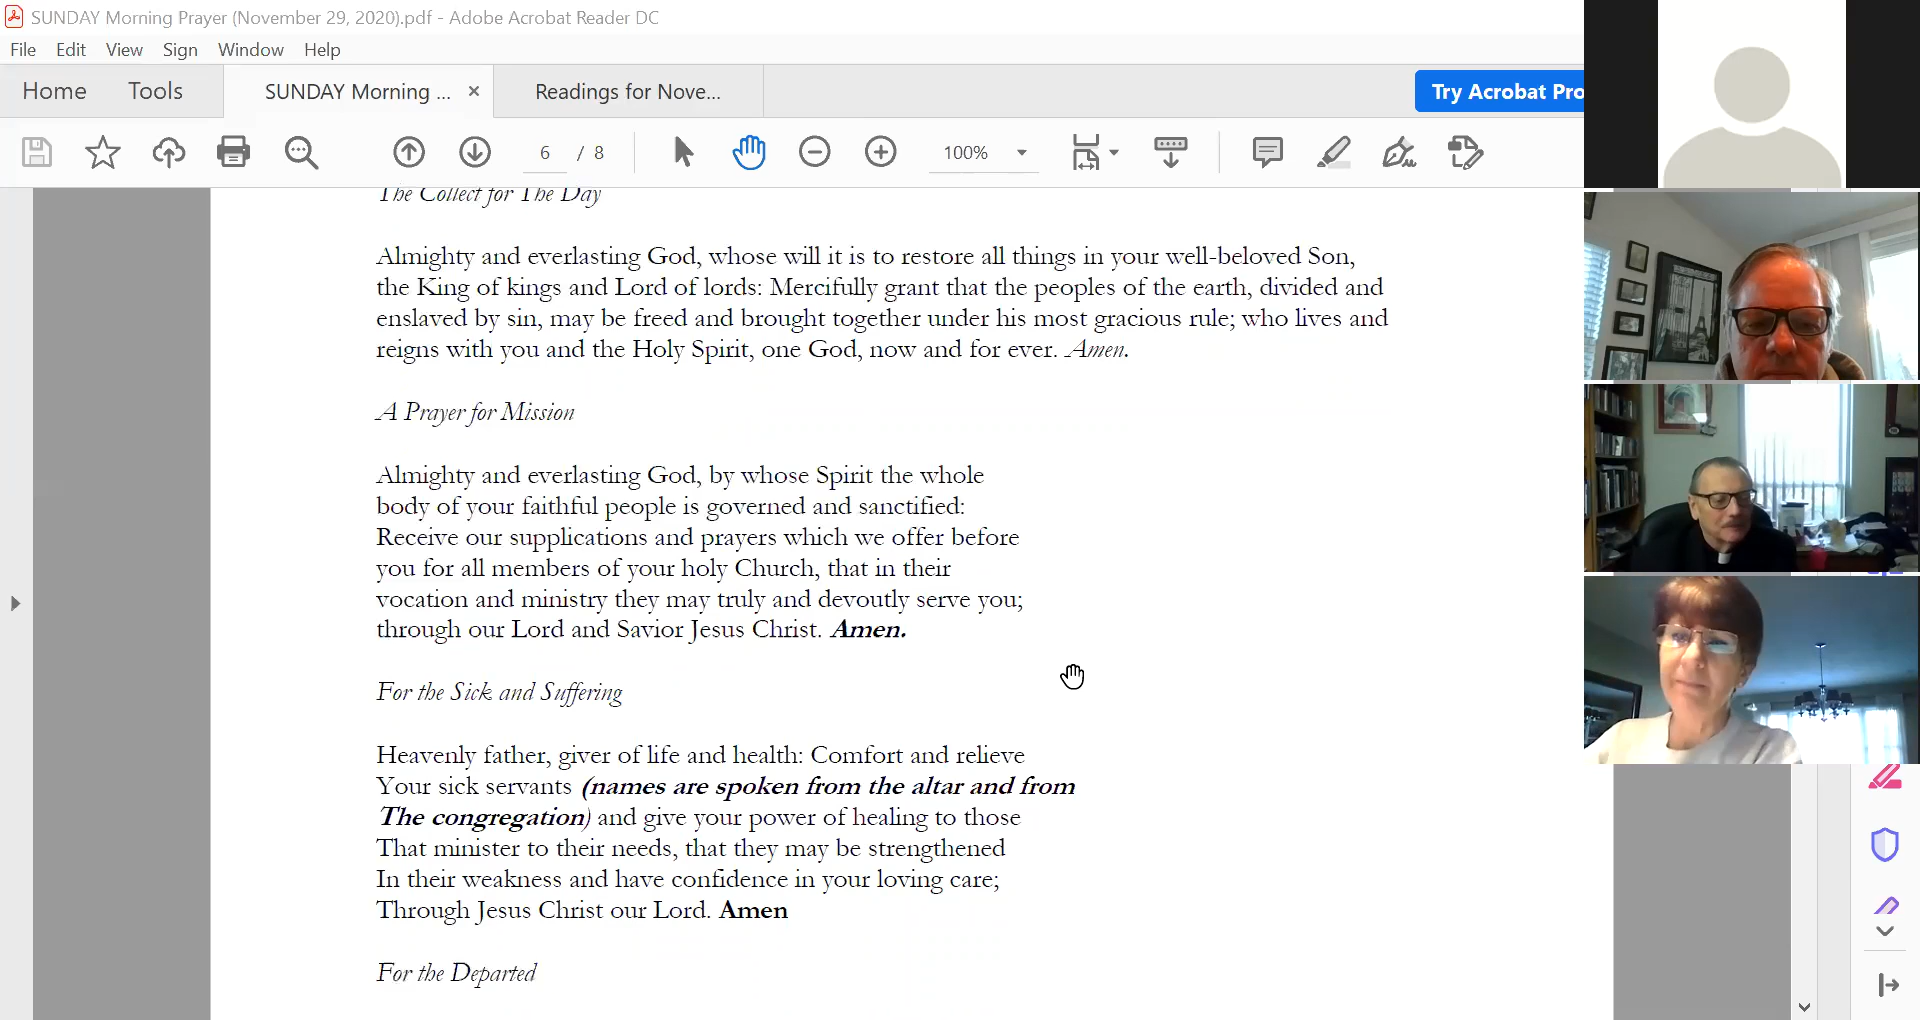 SUNDAY Morning Prayer (November 29, 2020).pdf - Adobe Acrobat Reader DC
File Edit View Sign Window Help
Home Tools SUNDAY Morning ... × Readings for Nove... Try Acrobat Pro
6 / 8 100%
The Collect for The Day
Almighty and everlasting God, whose will it is to restore all things in your well-beloved Son,
the King of kings and Lord of lords: Mercifully grant that the peoples of the earth, divided and
enslaved by sin, may be freed and brought together under his most gracious rule; who lives and
reigns with you and the Holy Spirit, one God, now and for ever. Amen.
A Prayer for Mission
Almighty and everlasting God, by whose Spirit the whole
body of your faithful people is governed and sanctified:
Receive our supplications and prayers which we offer before
you for all members of your holy Church, that in their
vocation and ministry they may truly and devoutly serve you;
through our Lord and Savior Jesus Christ. Amen.
For the Sick and Suffering
Heavenly father, giver of life and health: Comfort and relieve
Your sick servants (names are spoken from the altar and from
The congregation) and give your power of healing to those
That minister to their needs, that they may be strengthened
In their weakness and have confidence in your loving care;
Through Jesus Christ our Lord. Amen
For the Departed